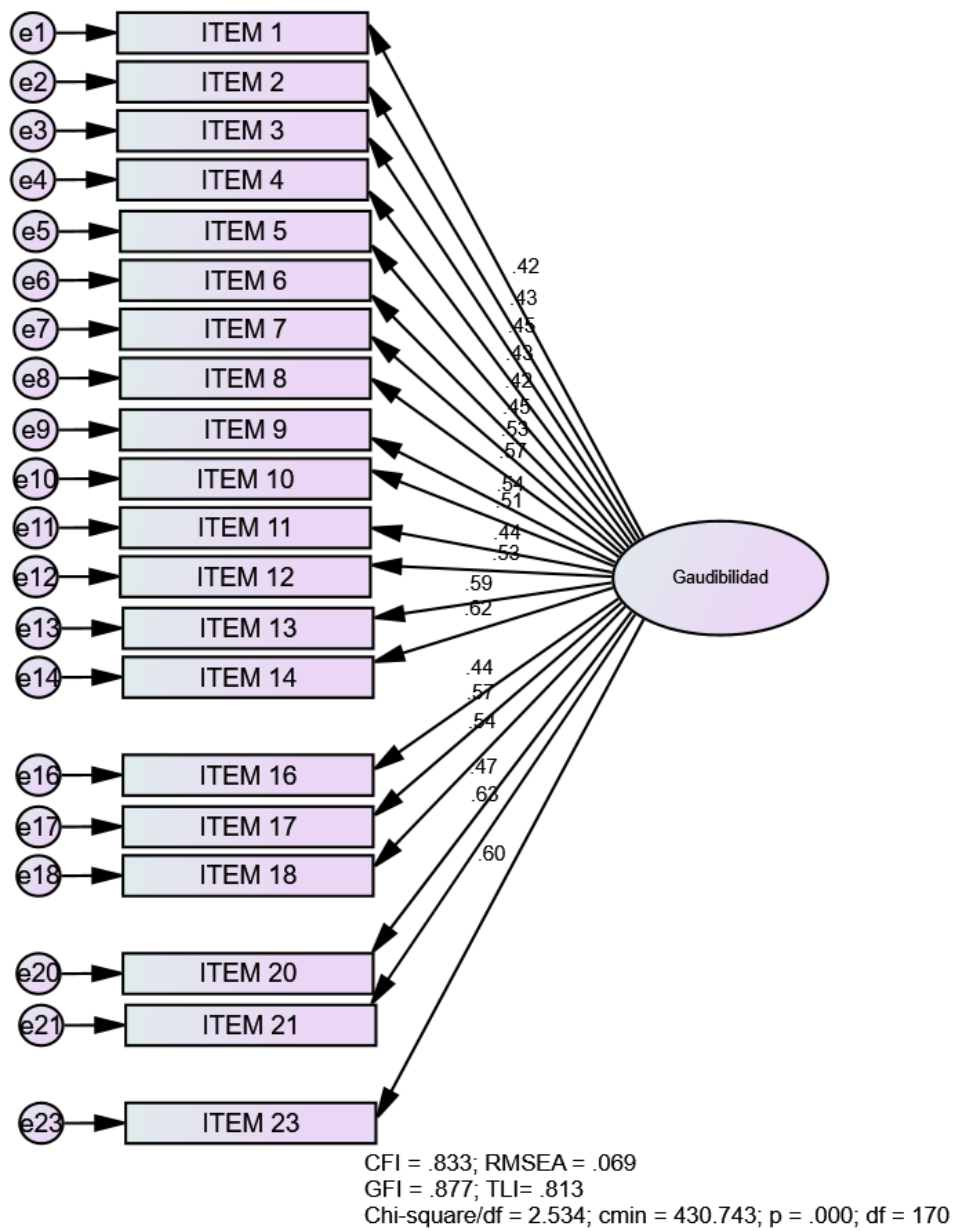 e1 ITEM 1
e2 ITEM 2
e3 ITEM 3
e4 ITEM 4
e5 ITEM 5
.42
e6 ITEM 6
.43
e7 ITEM 7
.45
.43
e8 ITEM 8
.42
.45
e9 ITEM 9
.53
.57
e10 ITEM 10
.54
.51
e11 ITEM 11
.44
.53
e12 ITEM 12
Gaudibilidad
.59
.62
e13 ITEM 13
e14 ITEM 14
.44
.57
.54
e16 ITEM 16
.47
.63
e17 ITEM 17
.60
e18 ITEM 18
e20 ITEM 20
e21 ITEM 21
e23 ITEM 23
CFI = .833; RMSEA = .069
GFI = .877; TLI= .813
Chi-square/df = 2.534; cmin = 430.743; p = .000; df = 170